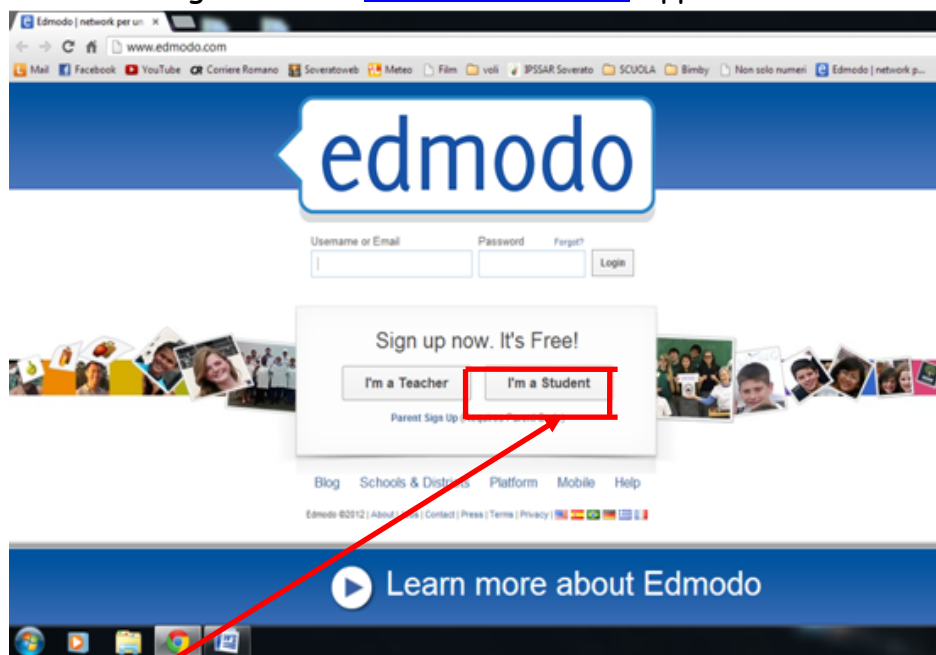 Edmodo | network per un
www.edmodo.com
Mail Facebook YouTube CR Corriere Romano Soveratoweb Meteo Film voli IPSSAR Soverato SCUOLA Bimby Non solo numeri Edmodo | network p...
edmodo
Username or Email Password Forgot?
Login
Sign up now. It's Free!
I'm a Teacher I'm a Student
Parent Sign Up
Blog Schools & Districts Platform Mobile Help
Edmodo ©2012 | About | Jobs | Contact | Press | Terms | Privacy |
Learn more about Edmodo